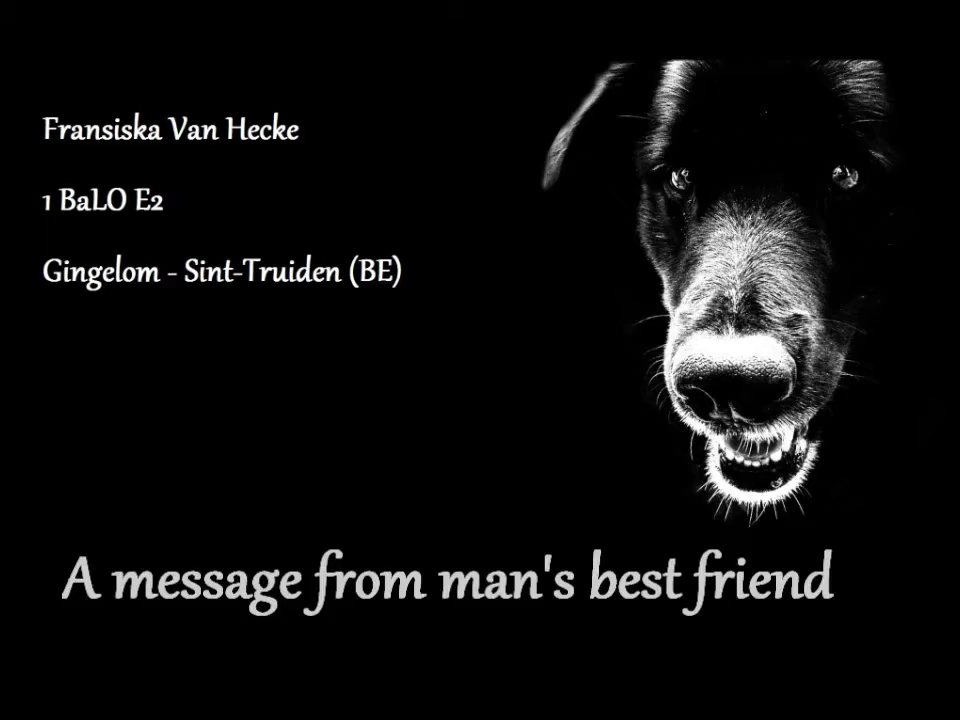 Fransiska Van Hecke
1 BaLO E2
Gingelom - Sint-Truiden (BE)
A message from man's best friend